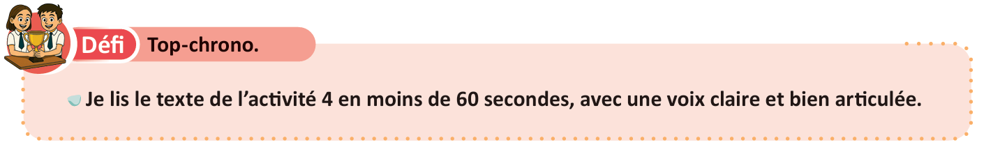 Défi Top-chrono.
Je lis le texte de l’activité 4 en moins de 60 secondes, avec une voix claire et bien articulée.